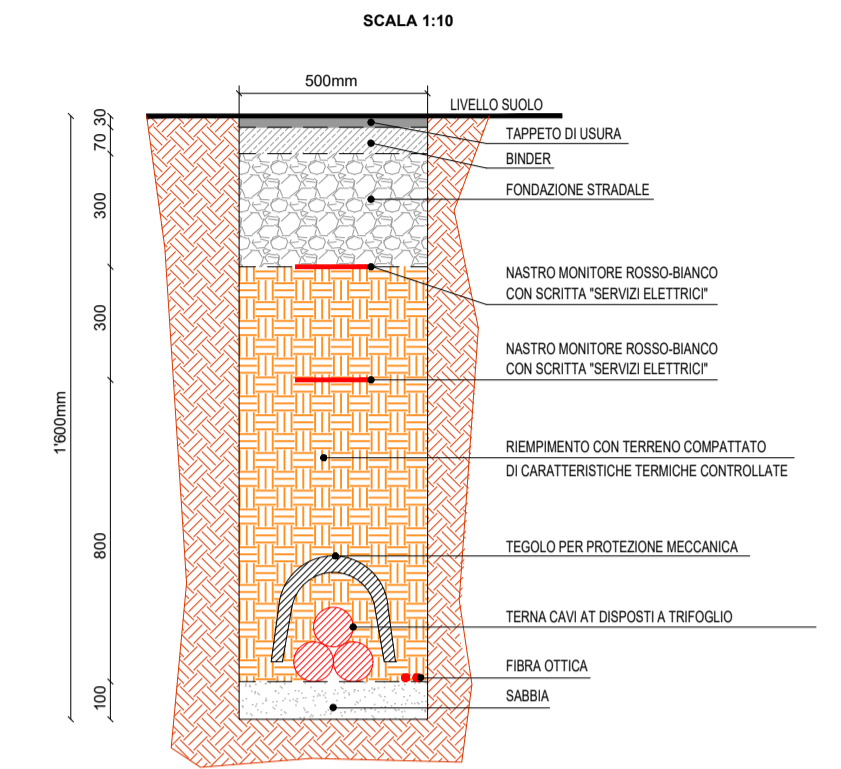 SCALA 1:10
500mm
LIVELLO SUOLO
30
TAPPETO DI USURA
70
BINDER
300
FONDAZIONE STRADALE
NASTRO MONITORE ROSSO-BIANCO
CON SCRITTA "SERVIZI ELETTRICI"
300
NASTRO MONITORE ROSSO-BIANCO
CON SCRITTA "SERVIZI ELETTRICI"
1'600mm
RIEMPIMENTO CON TERRENO COMPATTATO
DI CARATTERISTICHE TERMICHE CONTROLLATE
800
TEGOLO PER PROTEZIONE MECCANICA
TERNA CAVI AT DISPOSTI A TRIFOGLIO
FIBRA OTTICA
100
SABBIA